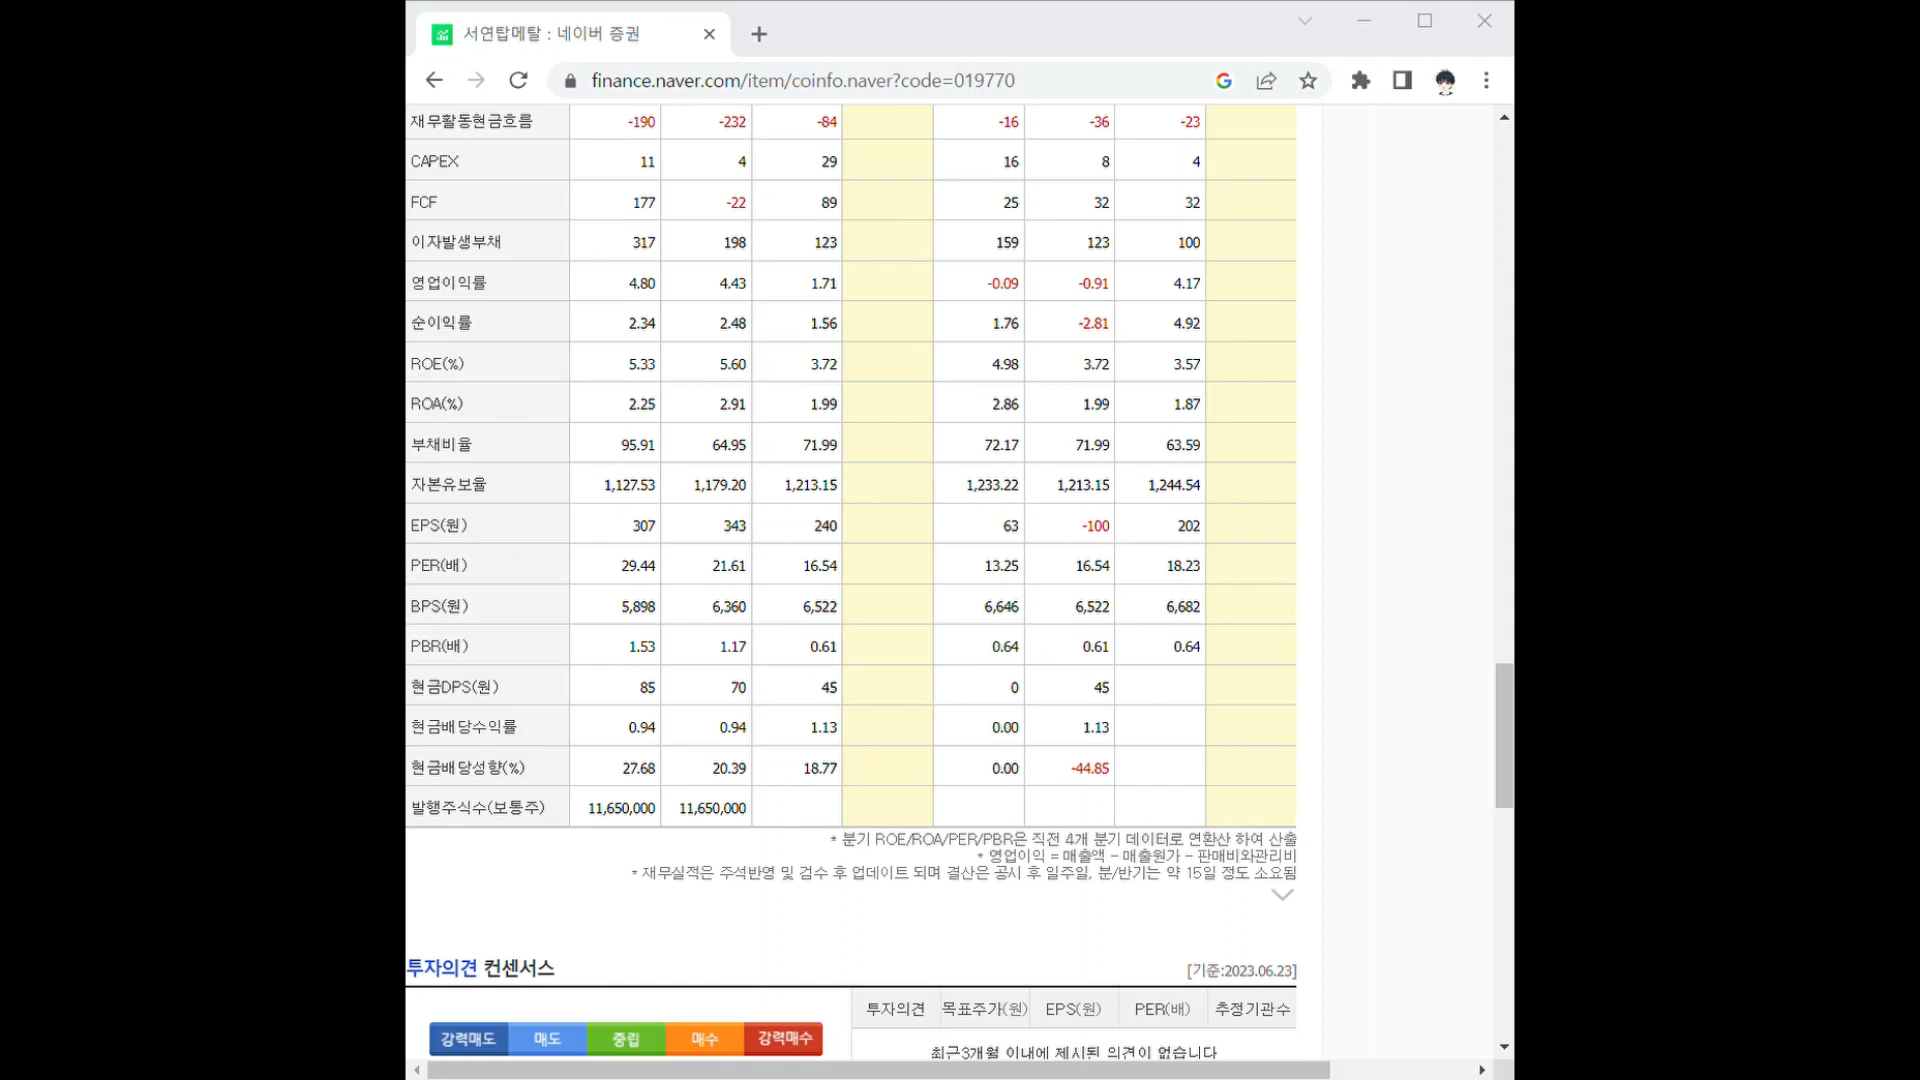 서연탑메탈 : 네이버 증권
finance.naver.com/item/coinfo.naver?code=019770
재무활동현금흐름 -190 -232 -84 -16 -36 -23
CAPEX 11 4 29 16 8 4
FCF 177 -22 89 25 32 32
이자발생부채 317 198 123 159 123 100
영업이익률 4.80 4.43 1.71 -0.09 -0.91 4.17
순이익률 2.34 2.48 1.56 1.76 -2.81 4.92
ROE(%) 5.33 5.60 3.72 4.98 3.72 3.57
ROA(%) 2.25 2.91 1.99 2.86 1.99 1.87
부채비율 95.91 64.95 71.99 72.17 71.99 63.59
자본유보율 1,127.53 1,179.20 1,213.15 1,233.22 1,213.15 1,244.54
EPS(원) 307 343 240 63 -100 202
PER(배) 29.44 21.61 16.54 13.25 16.54 18.23
BPS(원) 5,898 6,360 6,522 6,646 6,522 6,682
PBR(배) 1.53 1.17 0.61 0.64 0.61 0.64
현금DPS(원) 85 70 45 0 45
현금배당수익률 0.94 0.94 1.13 0.00 1.13
현금배당성향(%) 27.68 20.39 18.77 0.00 -44.85
발행주식수(보통주) 11,650,000 11,650,000
* 분기 ROE/ROA/PER/PBR은 직전 4개 분기 데이터로 연환산 하여 산출
* 영업이익 = 매출액 - 매출원가 - 판매비와관리비
* 재무실적은 주석반영 및 검수 후 업데이트 되며 결산은 공시 후 일주일, 분/반기는 약 15일 정도 소요됨
투자의견 컨센서스 [기준:2023.06.23]
투자의견 목표주가(원) EPS(원) PER(배) 추정기관수
강력매도 매도 중립 매수 강력매수
최근3개월 이내에 제시된 의견이 없습니다